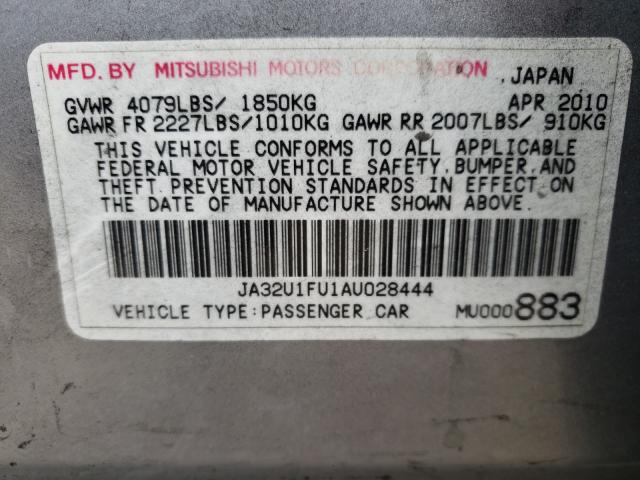 MFD. BY MITSUBISHI MOTORS CORPORATION, JAPAN
GVWR 4079LBS/ 1850KG APR 2010
GAWR FR 2227LBS/1010KG GAWR RR 2007LBS/ 910KG
THIS VEHICLE CONFORMS TO ALL APPLICABLE
FEDERAL MOTOR VEHICLE SAFETY, BUMPER, AND
THEFT PREVENTION STANDARDS IN EFFECT ON
THE DATE OF MANUFACTURE SHOWN ABOVE.
JA32U1FU1AU028444
VEHICLE TYPE:PASSENGER CAR MU000883